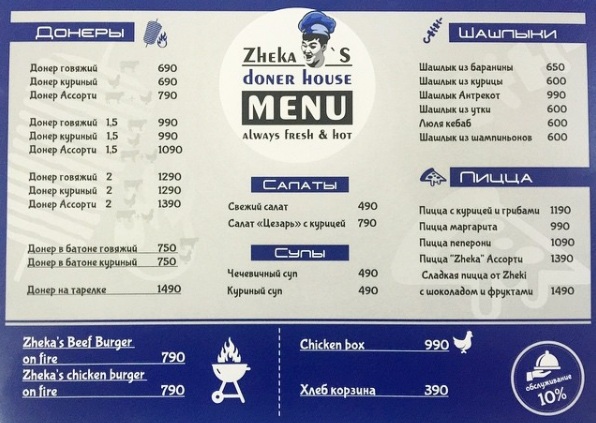 Донеры
Донер говяжий 690
Донер куриный 690
Донер Ассорти 790
Донер говяжий 1,5 990
Донер куриный 1,5 990
Донер Ассорти 1,5 1090
Донер говяжий 2 1290
Донер куриный 2 1290
Донер Ассорти 2 1390
Донер в батоне говяжий 750
Донер в батоне куриный 750
Донер на тарелке 1490
Zheka`s
doner house
MENU
always fresh & hot
Салаты
Свежий салат 490
Салат «Цезарь» с курицей 790
Супы
Чечевичный суп 490
Куриный суп 490
Шашлыки
Шашлык из баранины 650
Шашлык из курицы 600
Шашлык Антрекот 990
Шашлык из утки 600
Люля кебаб 600
Шашлык из шампиньонов 600
Пицца
Пицца с курицей и грибами 1190
Пицца маргарита 990
Пицца пеперони 1090
Пицца "Zheka" Ассорти 1390
Сладкая пицца от Zheki
с шоколадом и фруктами 1490
Zheka's Beef Burger
on fire 790
Zheka's chicken burger
on fire 790
Chicken box 990
Хлеб корзина 390
обслуживание
10%